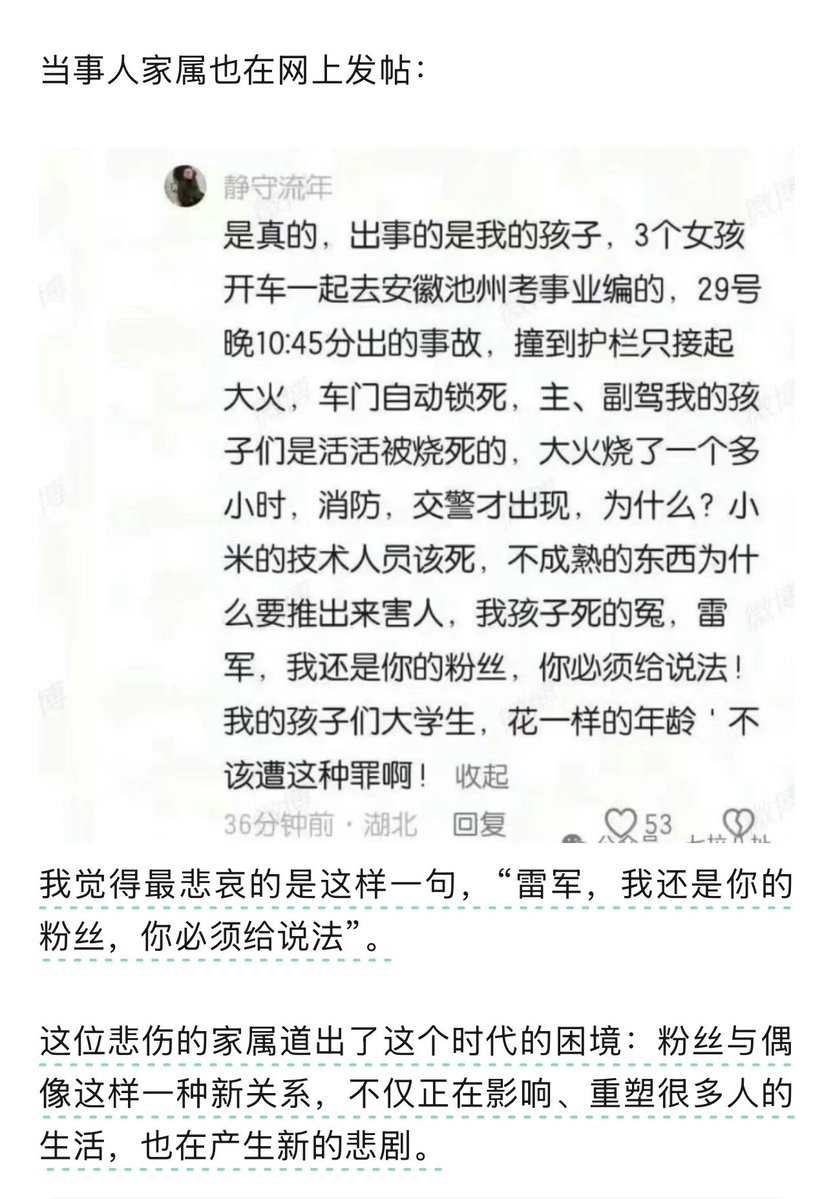 当事人家属也在网上发帖：
静守流年
是真的，出事的是我的孩子，3个女孩
开车一起去安徽池州考事业编的，29号
晚10:45分出的事故，撞到护栏只接起
大火，车门自动锁死，主、副驾我的孩
子们是活活被烧死的，大火烧了一个多
小时，消防，交警才出现，为什么？小
米的技术人员该死，不成熟的东西为什
么要推出来害人，我孩子死的冤，雷
军，我还是你的粉丝，你必须给说法！
我的孩子们大学生，花一样的年龄＇不
该遭这种罪啊！ 收起
36分钟前·湖北 回复 53
我觉得最悲哀的是这样一句，“雷军，我还是你的
粉丝，你必须给说法”。
这位悲伤的家属道出了这个时代的困境：粉丝与偶
像这样一种新关系，不仅正在影响、重塑很多人的
生活，也在产生新的悲剧。